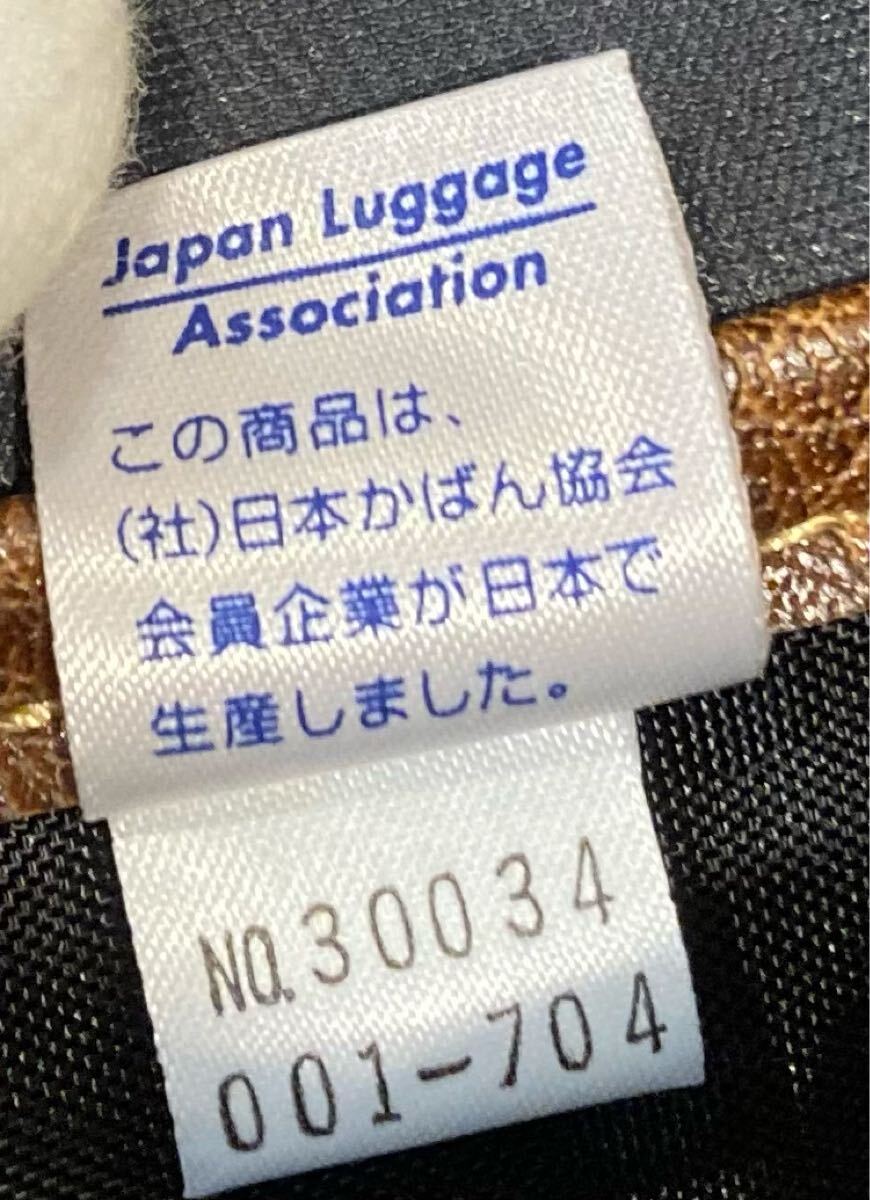 Japan Luggage
Association
この商品は、
(社)日本かばん協会
会員企業が日本で
生産しました。
NO.30034
001-704